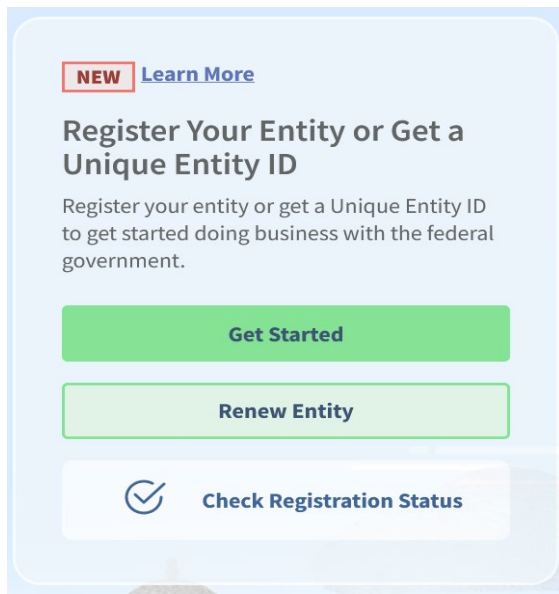 NEW Learn More
Register Your Entity or Get a
Unique Entity ID
Register your entity or get a Unique Entity ID
to get started doing business with the federal
government.
Get Started
Renew Entity
Check Registration Status